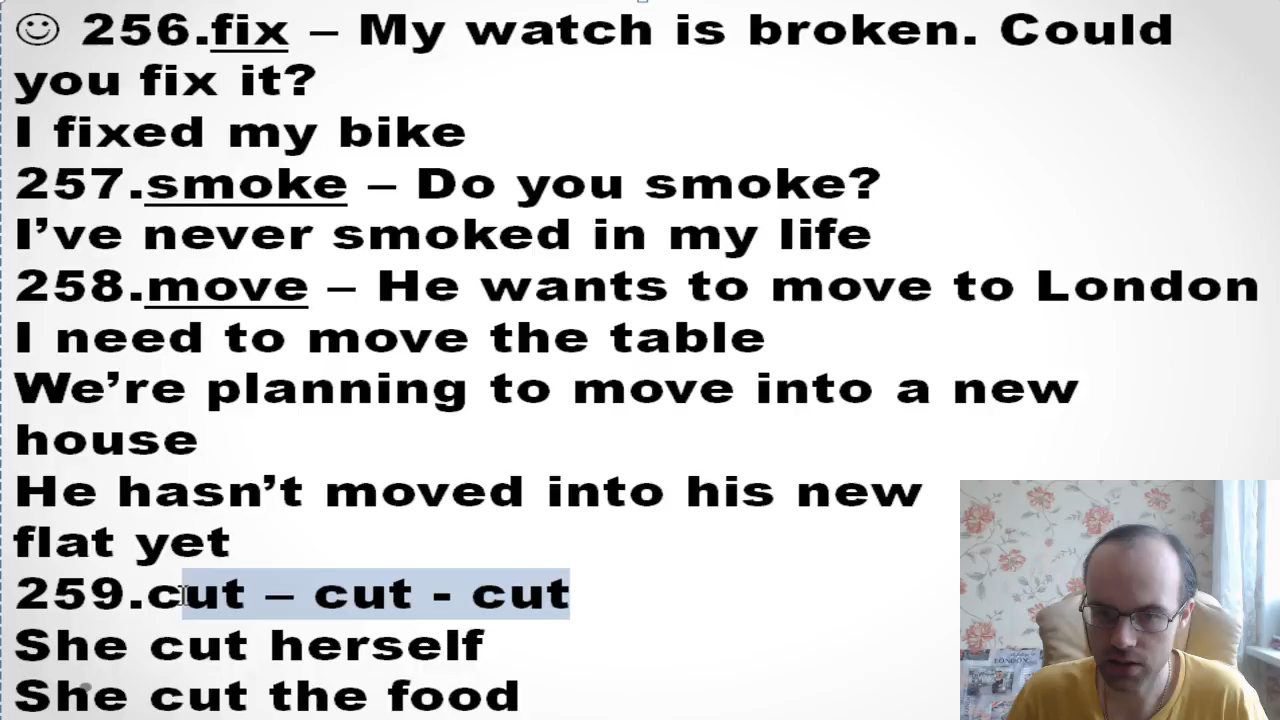 ☺ 256.fix – My watch is broken. Could
you fix it?
I fixed my bike
257.smoke – Do you smoke?
I’ve never smoked in my life
258.move – He wants to move to London
I need to move the table
We’re planning to move into a new
house
He hasn’t moved into his new
flat yet
259.cut – cut - cut
She cut herself
She cut the food
LONDON